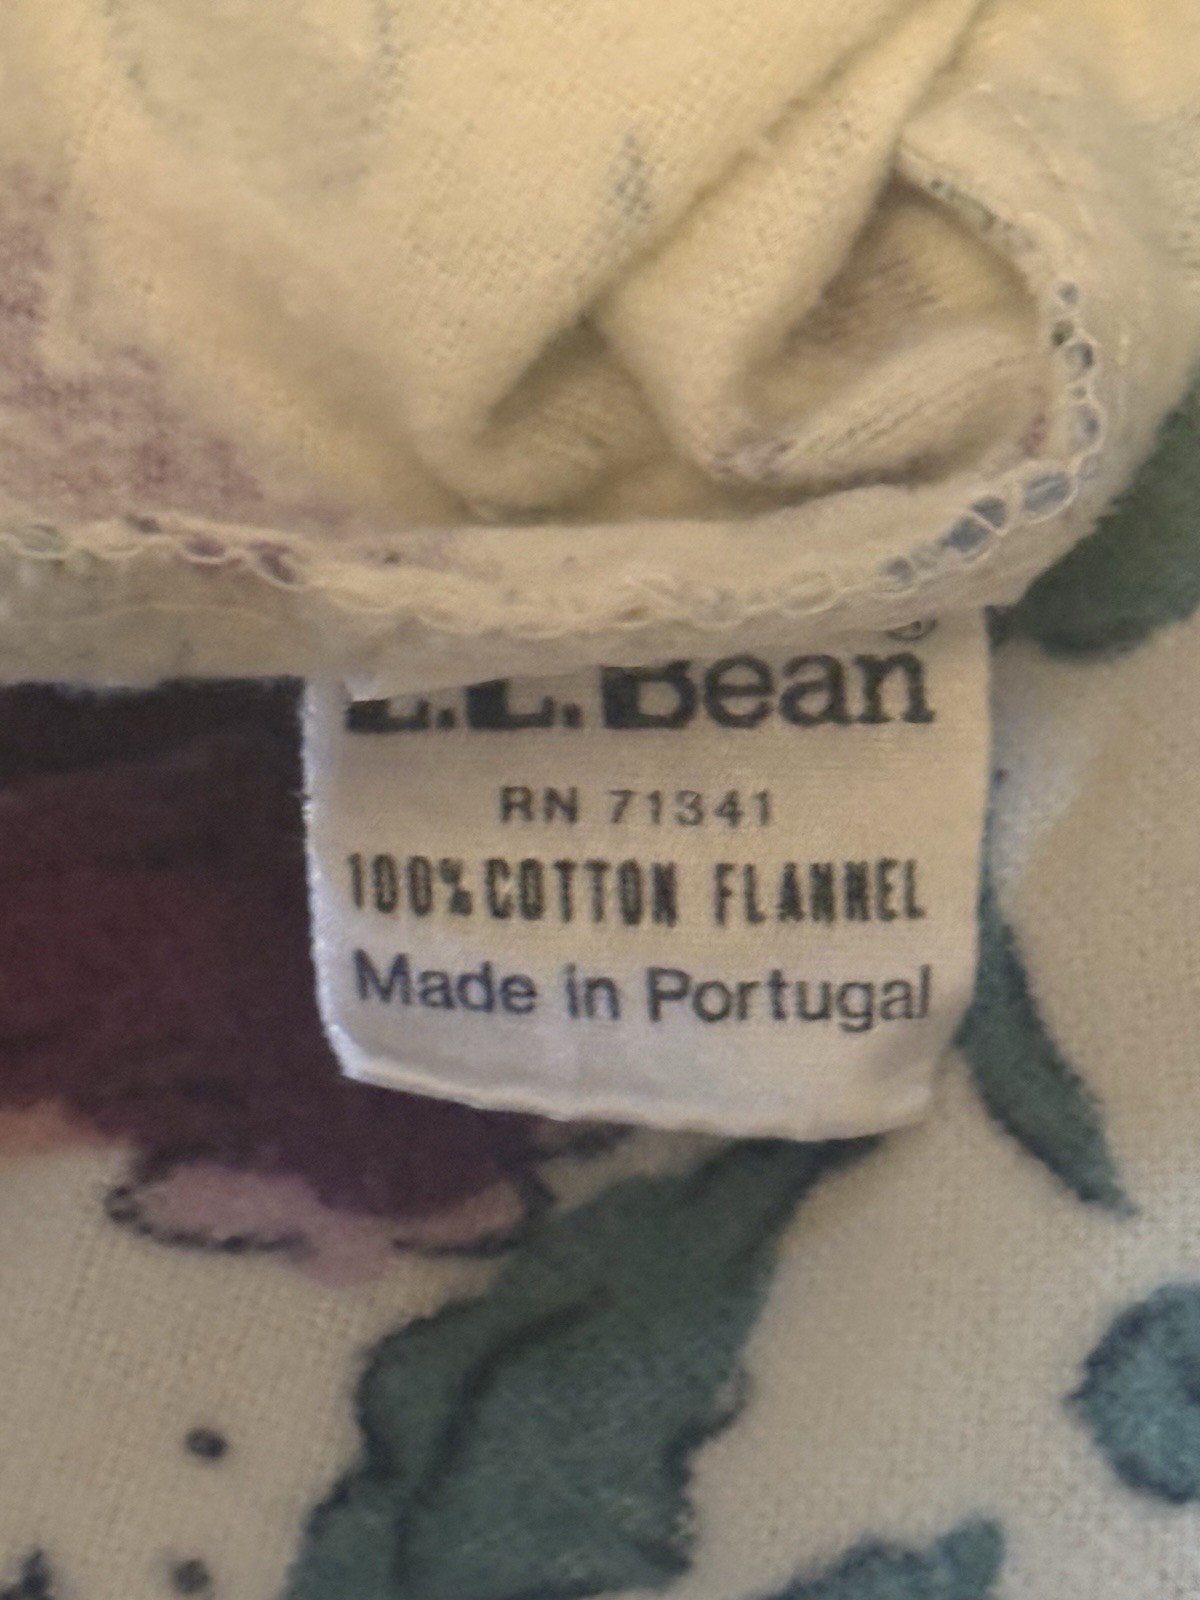 L.L.Bean®
RN 71341
100% COTTON FLANNEL
Made in Portugal